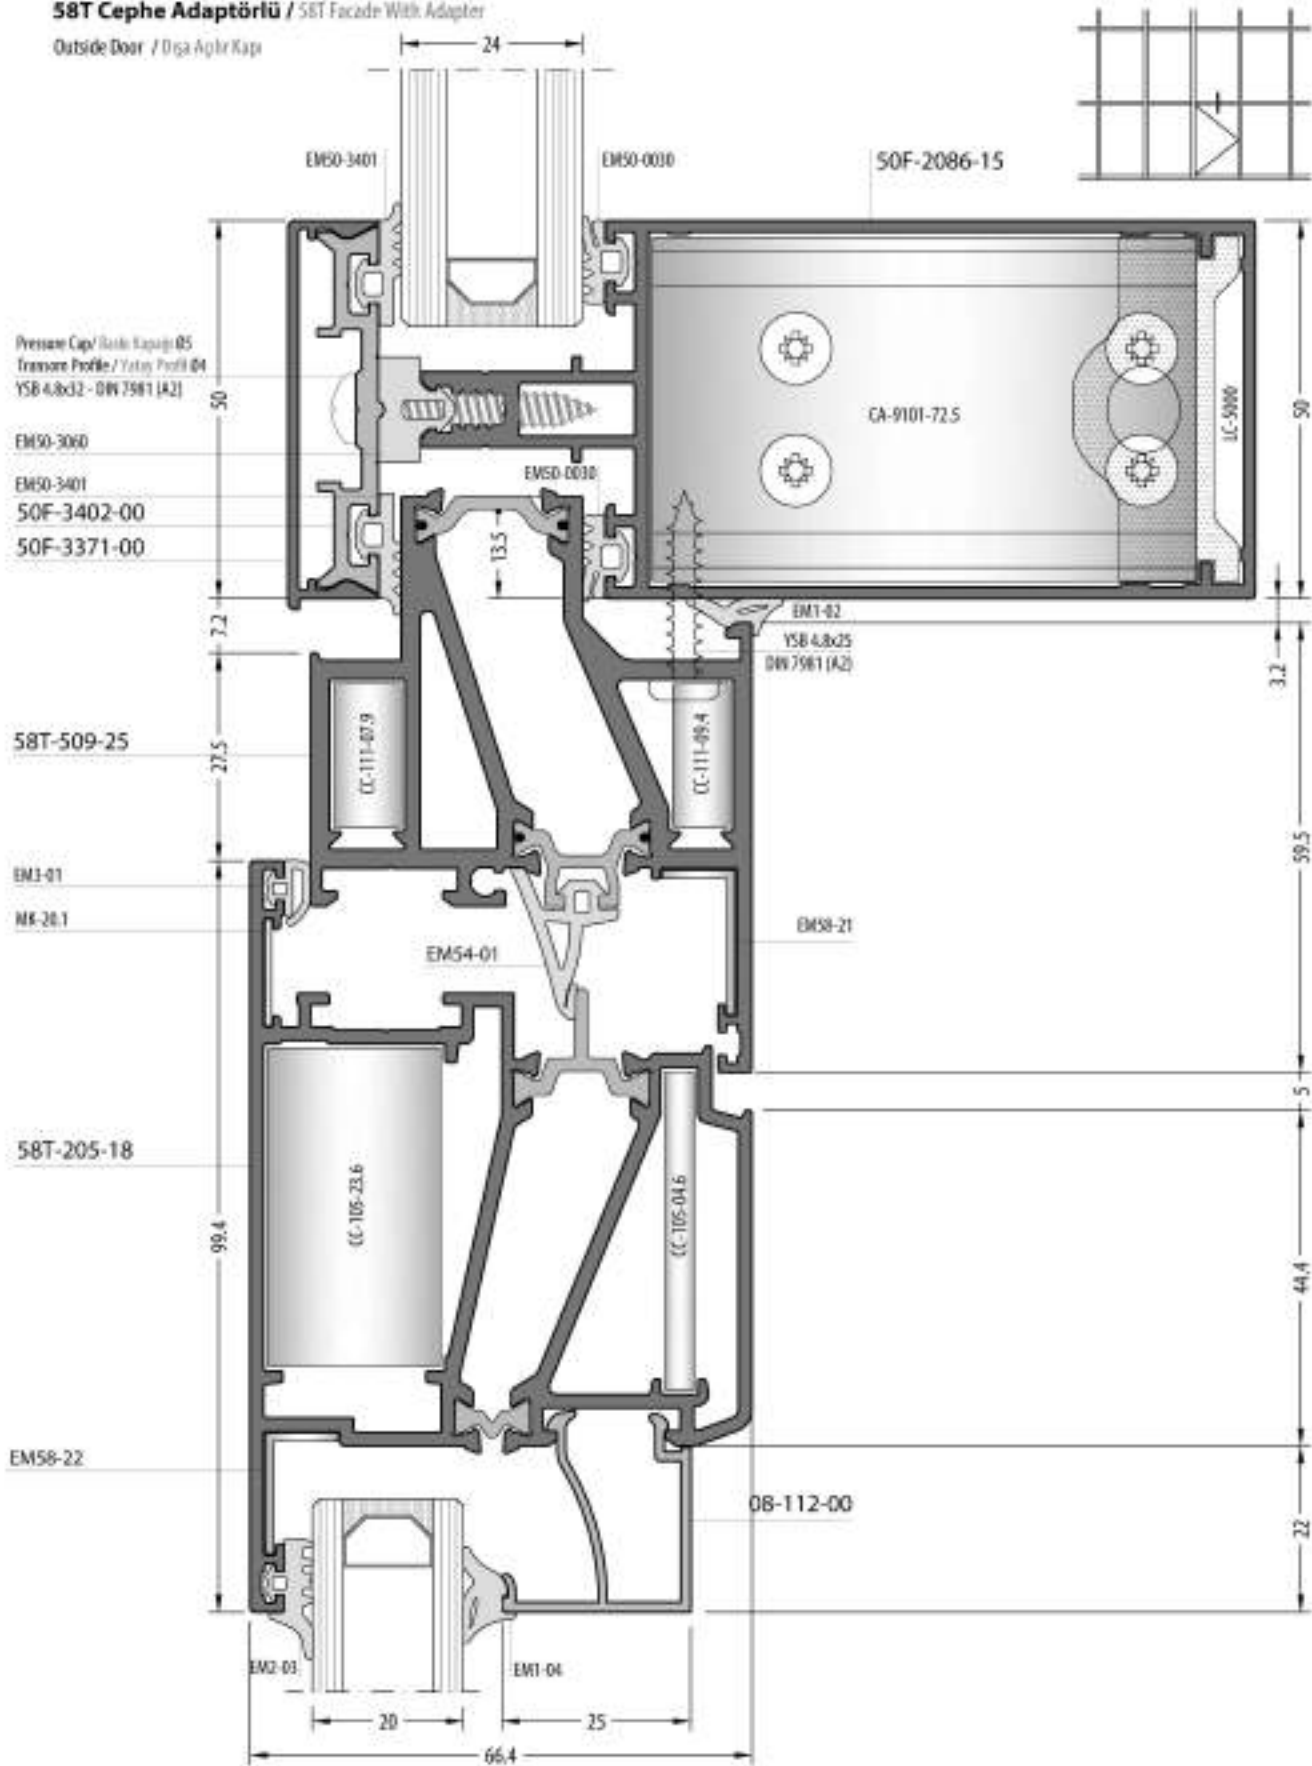 58T Cephe Adaptörlü / 58T Facade With Adapter
Outside Door / Dışa Açılır Kapı
24
EM50-3401
EM50-0030
50F-2086-15
Pressure Cap/ Baskı Kapağı Ø5
Transom Profile / Yatay Profil Ø4
YSB 4.8x32 - DIN 7981 (A2)
50
50
CA-9101-72.5
LC-5000
EM50-3060
EM50-3401
EM50-0030
50F-3402-00
50F-3371-00
13.5
7.2
EM1-02
YSB 4.8x25
DIN 7981 (A2)
3.2
58T-509-25
27.5
CC-111-07.9
CC-111-09.4
59.5
EM3-01
MK-20.1
EM54-01
EM58-21
5
58T-205-18
99.4
CC-105-23.6
CC-105-04.6
44.4
EM58-22
08-112-00
22
EM2-03
EM1-04
20
25
66.4